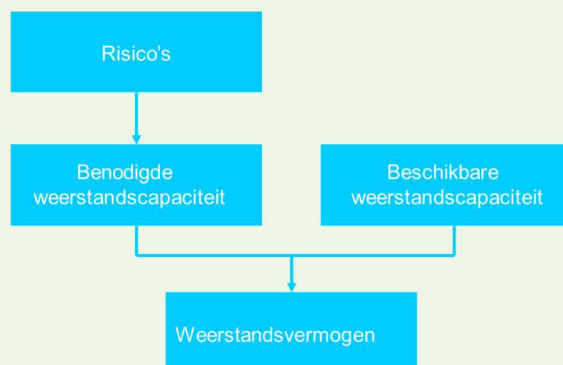 Risico's
Benodigde
weerstandscapaciteit
Beschikbare
weerstandscapaciteit
Weerstandsvermogen